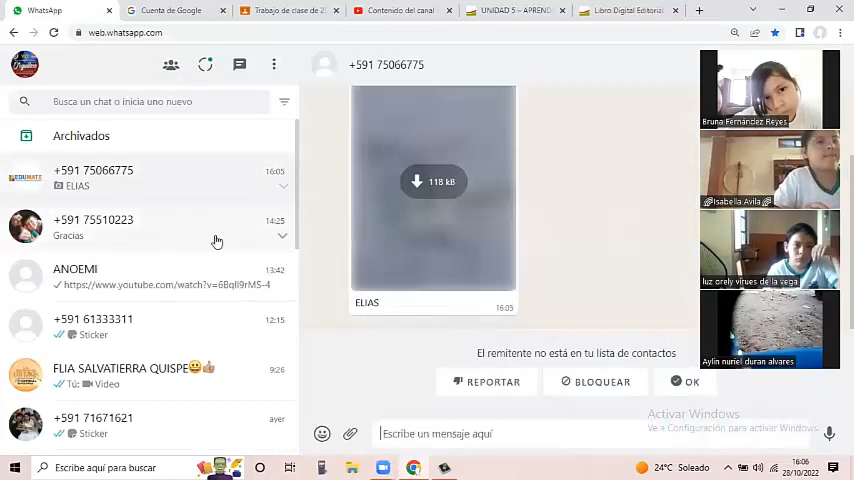 WhatsApp
Cuenta de Google
Trabajo de clase de 2
Contenido del canal
UNIDAD 5 – APREN
Libro Digital Editorial
web.whatsapp.com
Busca un chat o inicia uno nuevo
Archivados
EDUMATE
+591 75066775
16:05
ELIAS
+591 75510223
14:25
Gracias
ANOEMI
13:42
https://www.youtube.com/watch?v=6BqIl9rMS-4
+591 61333311
12:15
Sticker
FLIA SALVATIERRA QUISPE😃👍
9:26
Tú: Video
+591 71671621
ayer
Sticker
+591 75066775
118 kB
ELIAS
16:05
El remitente no está en tu lista de contactos
REPORTAR
BLOQUEAR
OK
Escribe un mensaje aquí
Bruna Fernández Reyes
Isabella Avila
luz orely virues de la vega
Aylin nuriel duran alvares
Activar Windows
Ve a Configuración para activar Windows.
Escribe aquí para buscar
24°C Soleado
16:06
28/10/2022